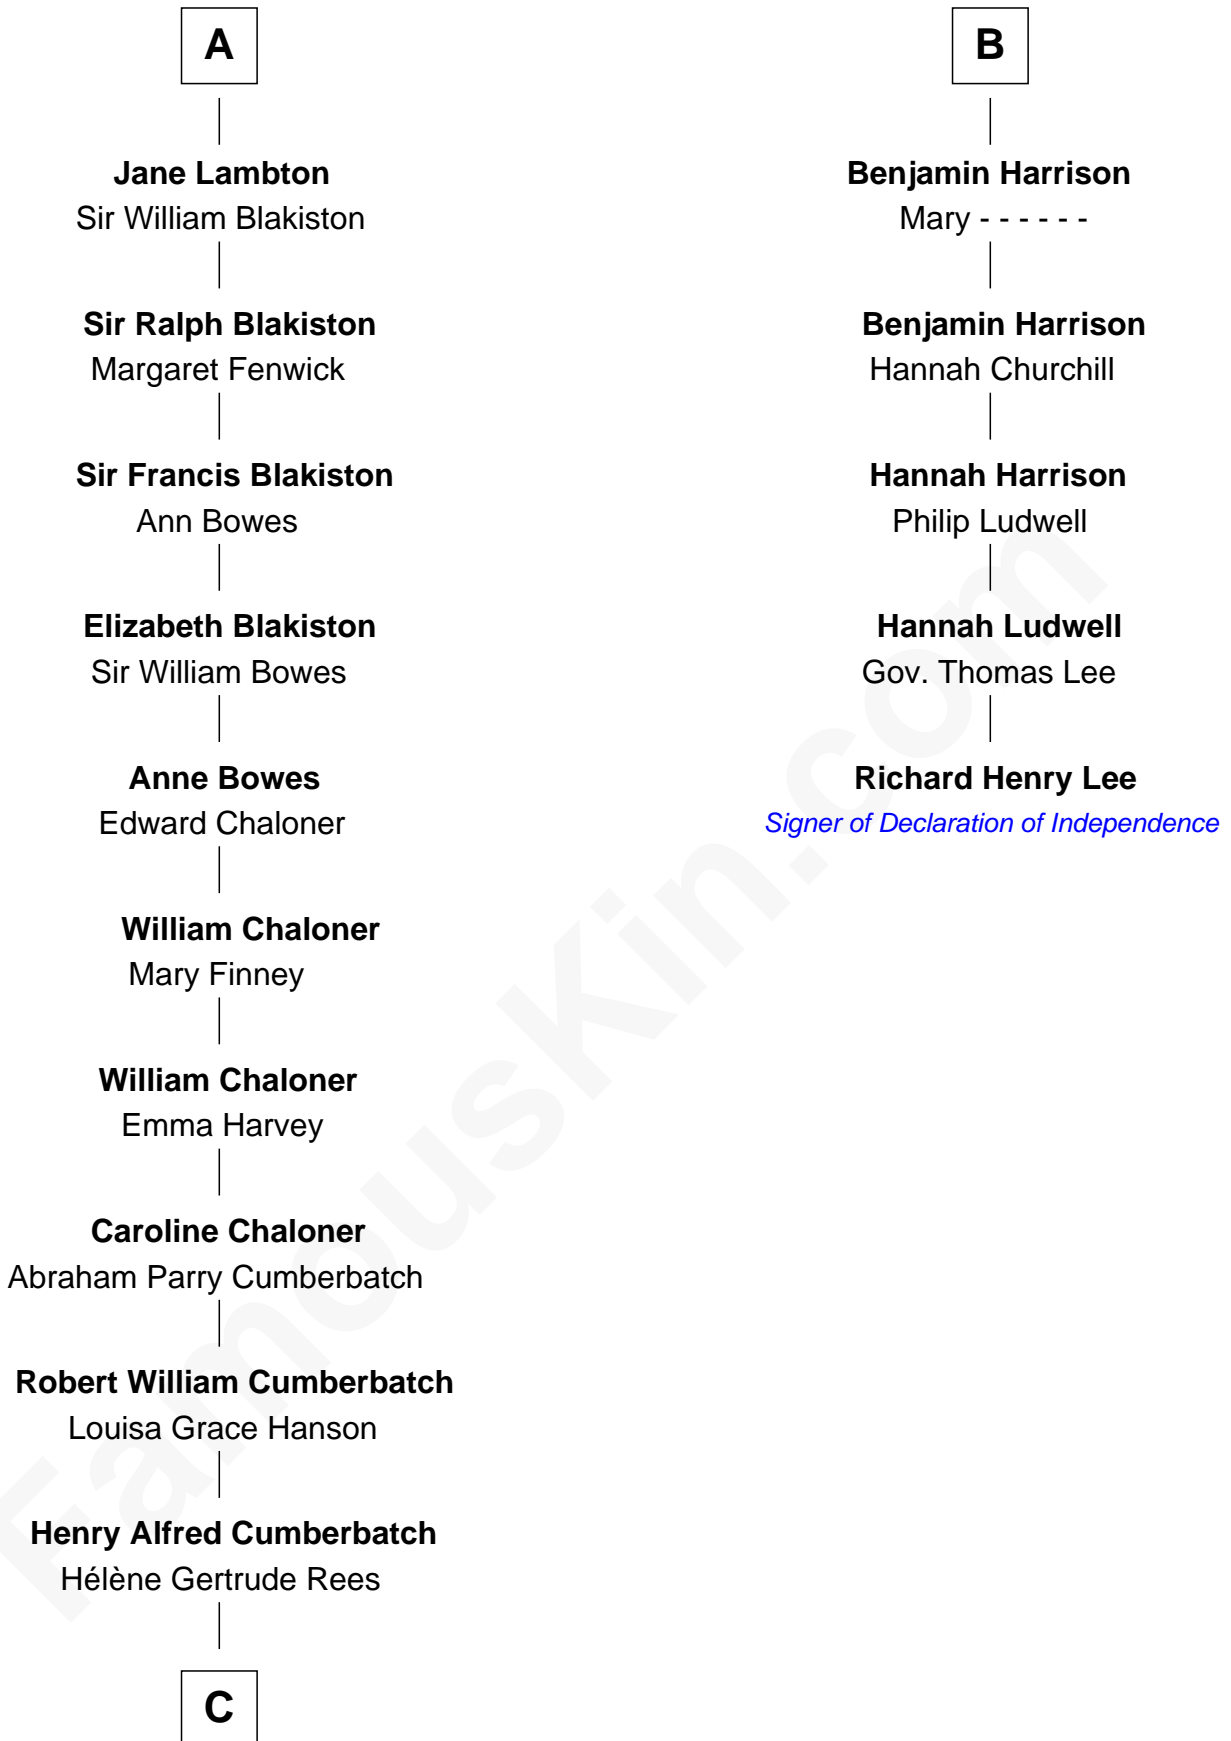 A
Jane Lambton
Sir William Blakiston
Sir Ralph Blakiston
Margaret Fenwick
Sir Francis Blakiston
Ann Bowes
Elizabeth Blakiston
Sir William Bowes
Anne Bowes
Edward Chaloner
William Chaloner
Mary Finney
William Chaloner
Emma Harvey
Caroline Chaloner
Abraham Parry Cumberbatch
Robert William Cumberbatch
Louisa Grace Hanson
Henry Alfred Cumberbatch
Hélène Gertrude Rees
C
B
Benjamin Harrison
Mary - - - - - -
Benjamin Harrison
Hannah Churchill
Hannah Harrison
Philip Ludwell
Hannah Ludwell
Gov. Thomas Lee
Richard Henry Lee
Signer of Declaration of Independence
FamousKin.com